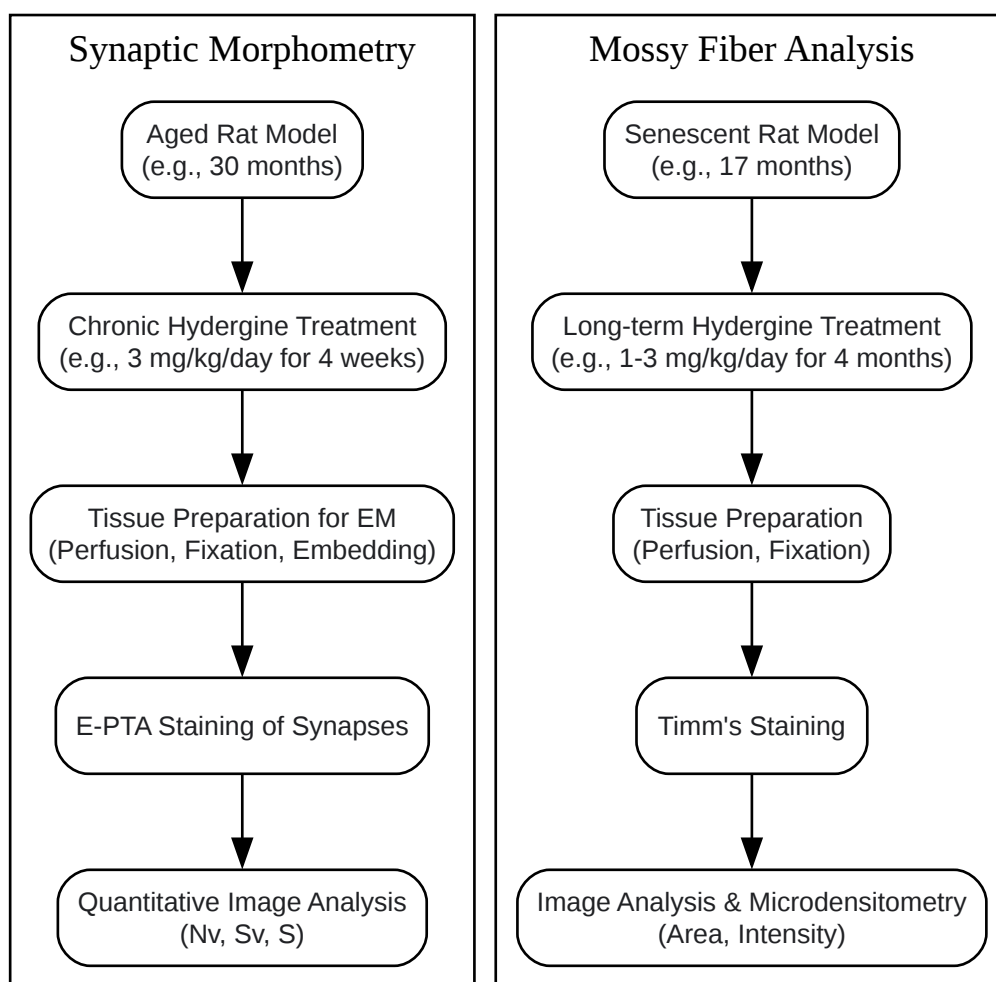 Synaptic Morphometry
Aged Rat Model
(e.g., 30 months)
Chronic Hydergine Treatment
(e.g., 3 mg/kg/day for 4 weeks)
Tissue Preparation for EM
(Perfusion, Fixation, Embedding)
E-PTA Staining of Synapses
Quantitative Image Analysis
(Nv, Sv, S)
Mossy Fiber Analysis
Senescent Rat Model
(e.g., 17 months)
Long-term Hydergine Treatment
(e.g., 1-3 mg/kg/day for 4 months)
Tissue Preparation
(Perfusion, Fixation)
Timm's Staining
Image Analysis & Microdensitometry
(Area, Intensity)